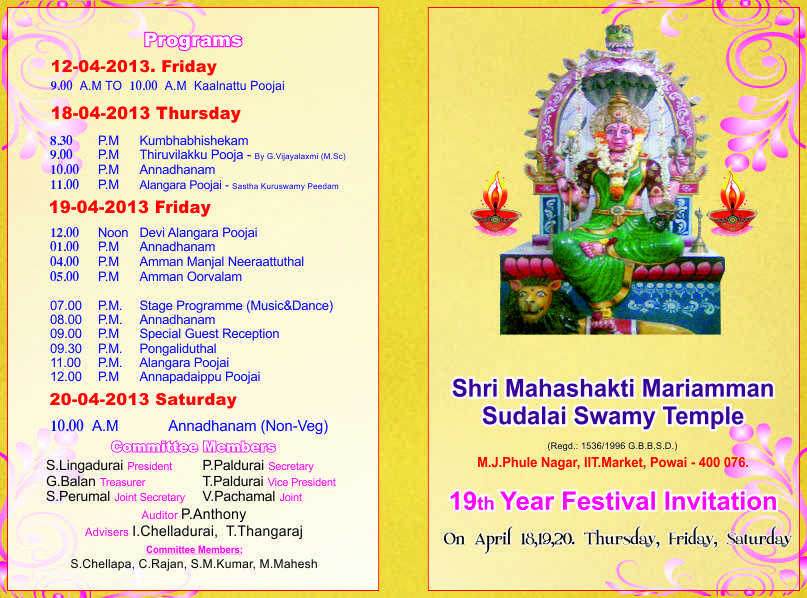 Programs
12-04-2013. Friday
9.00 A.M TO 10.00 A.M Kaalnattu Poojai
18-04-2013 Thursday
8.30 P.M Kumbhabhishekam
9.00 P.M Thiruvilakku Pooja - By G.Vijayalaxmi (M.Sc)
10.00 P.M Annadhanam
11.00 P.M Alangara Poojai - Sastha Kuruswamy Peedam
19-04-2013 Friday
12.00 Noon Devi Alangara Poojai
01.00 P.M Annadhanam
04.00 P.M Amman Manjal Neeraattuthal
05.00 P.M Amman Oorvalam
07.00 P.M. Stage Programme (Music&Dance)
08.00 P.M. Annadhanam
09.00 P.M Special Guest Reception
09.30 P.M. Pongaliduthal
11.00 P.M. Alangara Poojai
12.00 P.M Annapadaippu Poojai
20-04-2013 Saturday
10.00 A.M Annadhanam (Non-Veg)
Committee Members
S.Lingadurai President P.Paldurai Secretary
G.Balan Treasurer T.Paldurai Vice President
S.Perumal Joint Secretary V.Pachamal Joint
Auditor P.Anthony
Advisers I.Chelladurai, T.Thangaraj
Committee Members:
S.Chellapa, C.Rajan, S.M.Kumar, M.Mahesh
Shri Mahashakti Mariamman
Sudalai Swamy Temple
(Regd.: 1536/1996 G.B.B.S.D.)
M.J.Phule Nagar, IIT.Market, Powai - 400 076.
19th Year Festival Invitation
On April 18,19,20. Thursday, Friday, Saturday